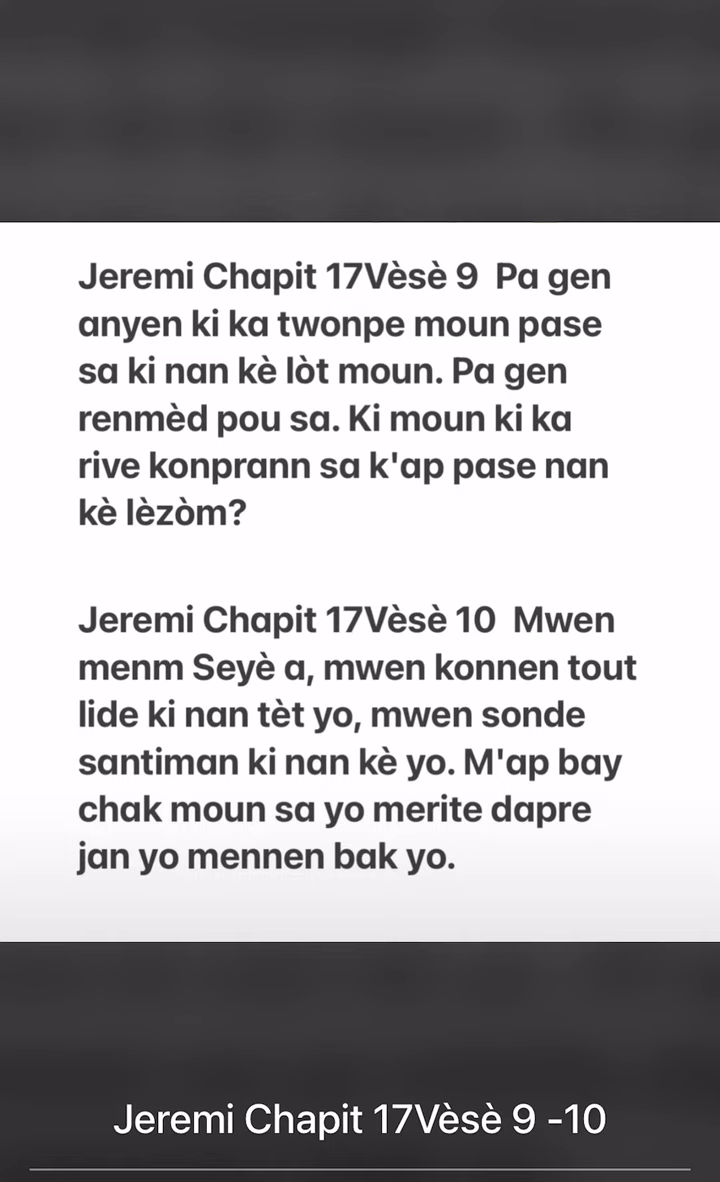 Jeremi Chapit 17Vèsè 9  Pa gen
anyen ki ka twonpe moun pase
sa ki nan kè lòt moun. Pa gen
renmèd pou sa. Ki moun ki ka
rive konprann sa k'ap pase nan
kè lèzòm?
Jeremi Chapit 17Vèsè 10  Mwen
menm Seyè a, mwen konnen tout
lide ki nan tèt yo, mwen sonde
santiman ki nan kè yo. M'ap bay
chak moun sa yo merite dapre
jan yo mennen bak yo.
Jeremi Chapit 17Vèsè 9 -10